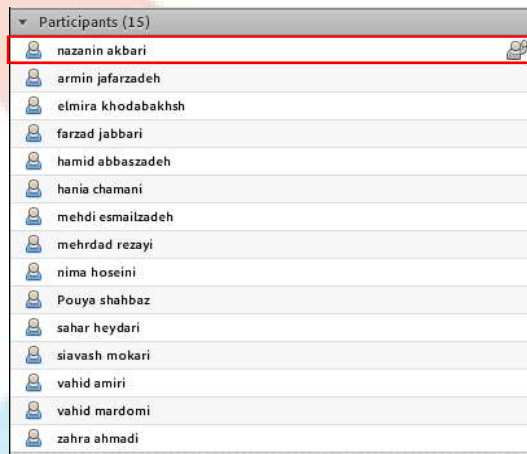 Participants (15)
nazanin akbari
armin jafarzadeh
elmira khodabakhsh
farzad jabbari
hamid abbaszadeh
hania chamani
mehdi esmailzadeh
mehrdad rezayi
nima hoseini
Pouya shahbaz
sahar heydari
siavash mokari
vahid amiri
vahid mardomi
zahra ahmadi